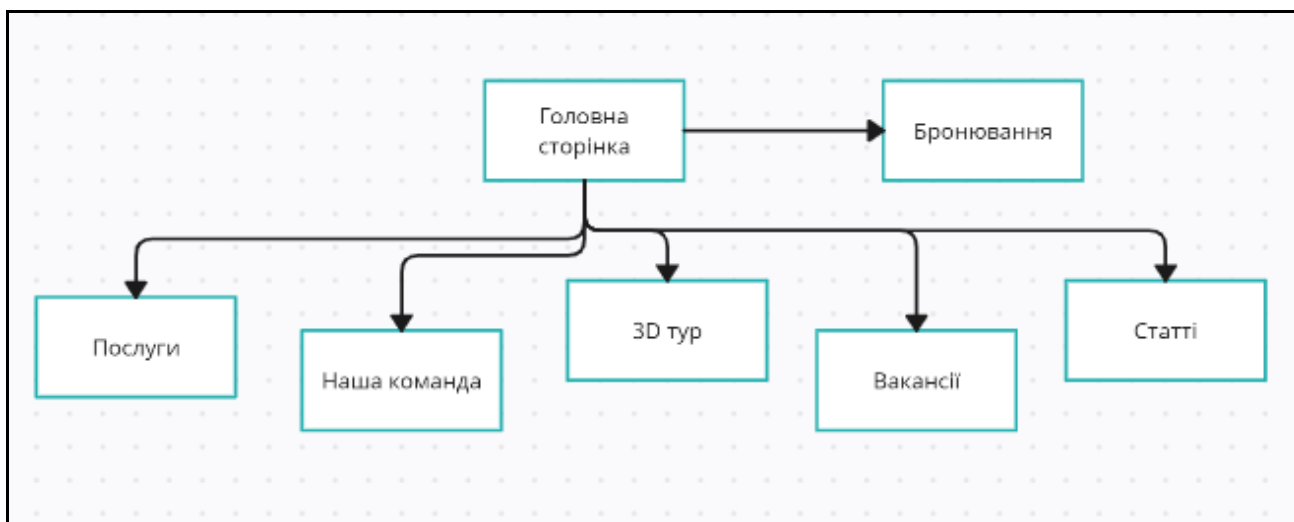 Головна
сторінка
Бронювання
Послуги
Наша команда
3D тур
Вакансії
Статті